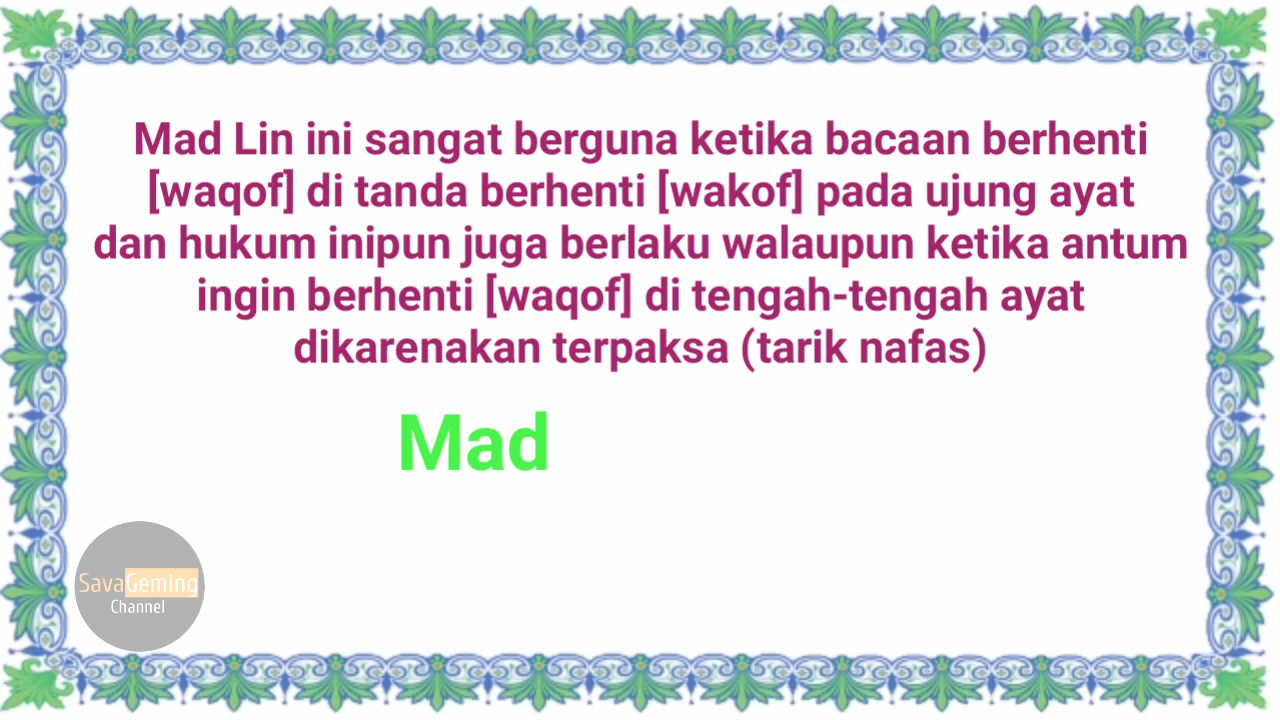 Mad Lin ini sangat berguna ketika bacaan berhenti
[waqof] di tanda berhenti [wakof] pada ujung ayat
dan hukum inipun juga berlaku walaupun ketika antum
ingin berhenti [waqof] di tengah-tengah ayat
dikarenakan terpaksa (tarik nafas)
Mad
SavaGeming
Channel